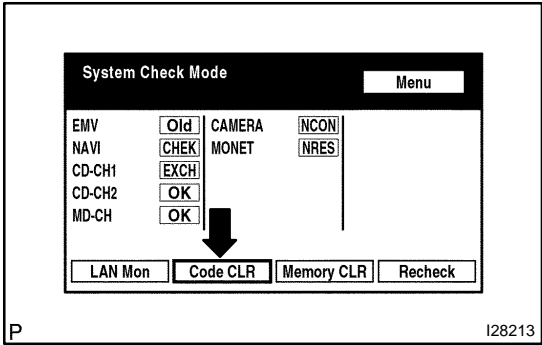 System Check Mode
Menu
EMV Old CAMERA NCON
NAVI CHEK MONET NRES
CD-CH1 EXCH
CD-CH2 OK
MD-CH OK
LAN Mon Code CLR Memory CLR Recheck
P I28213